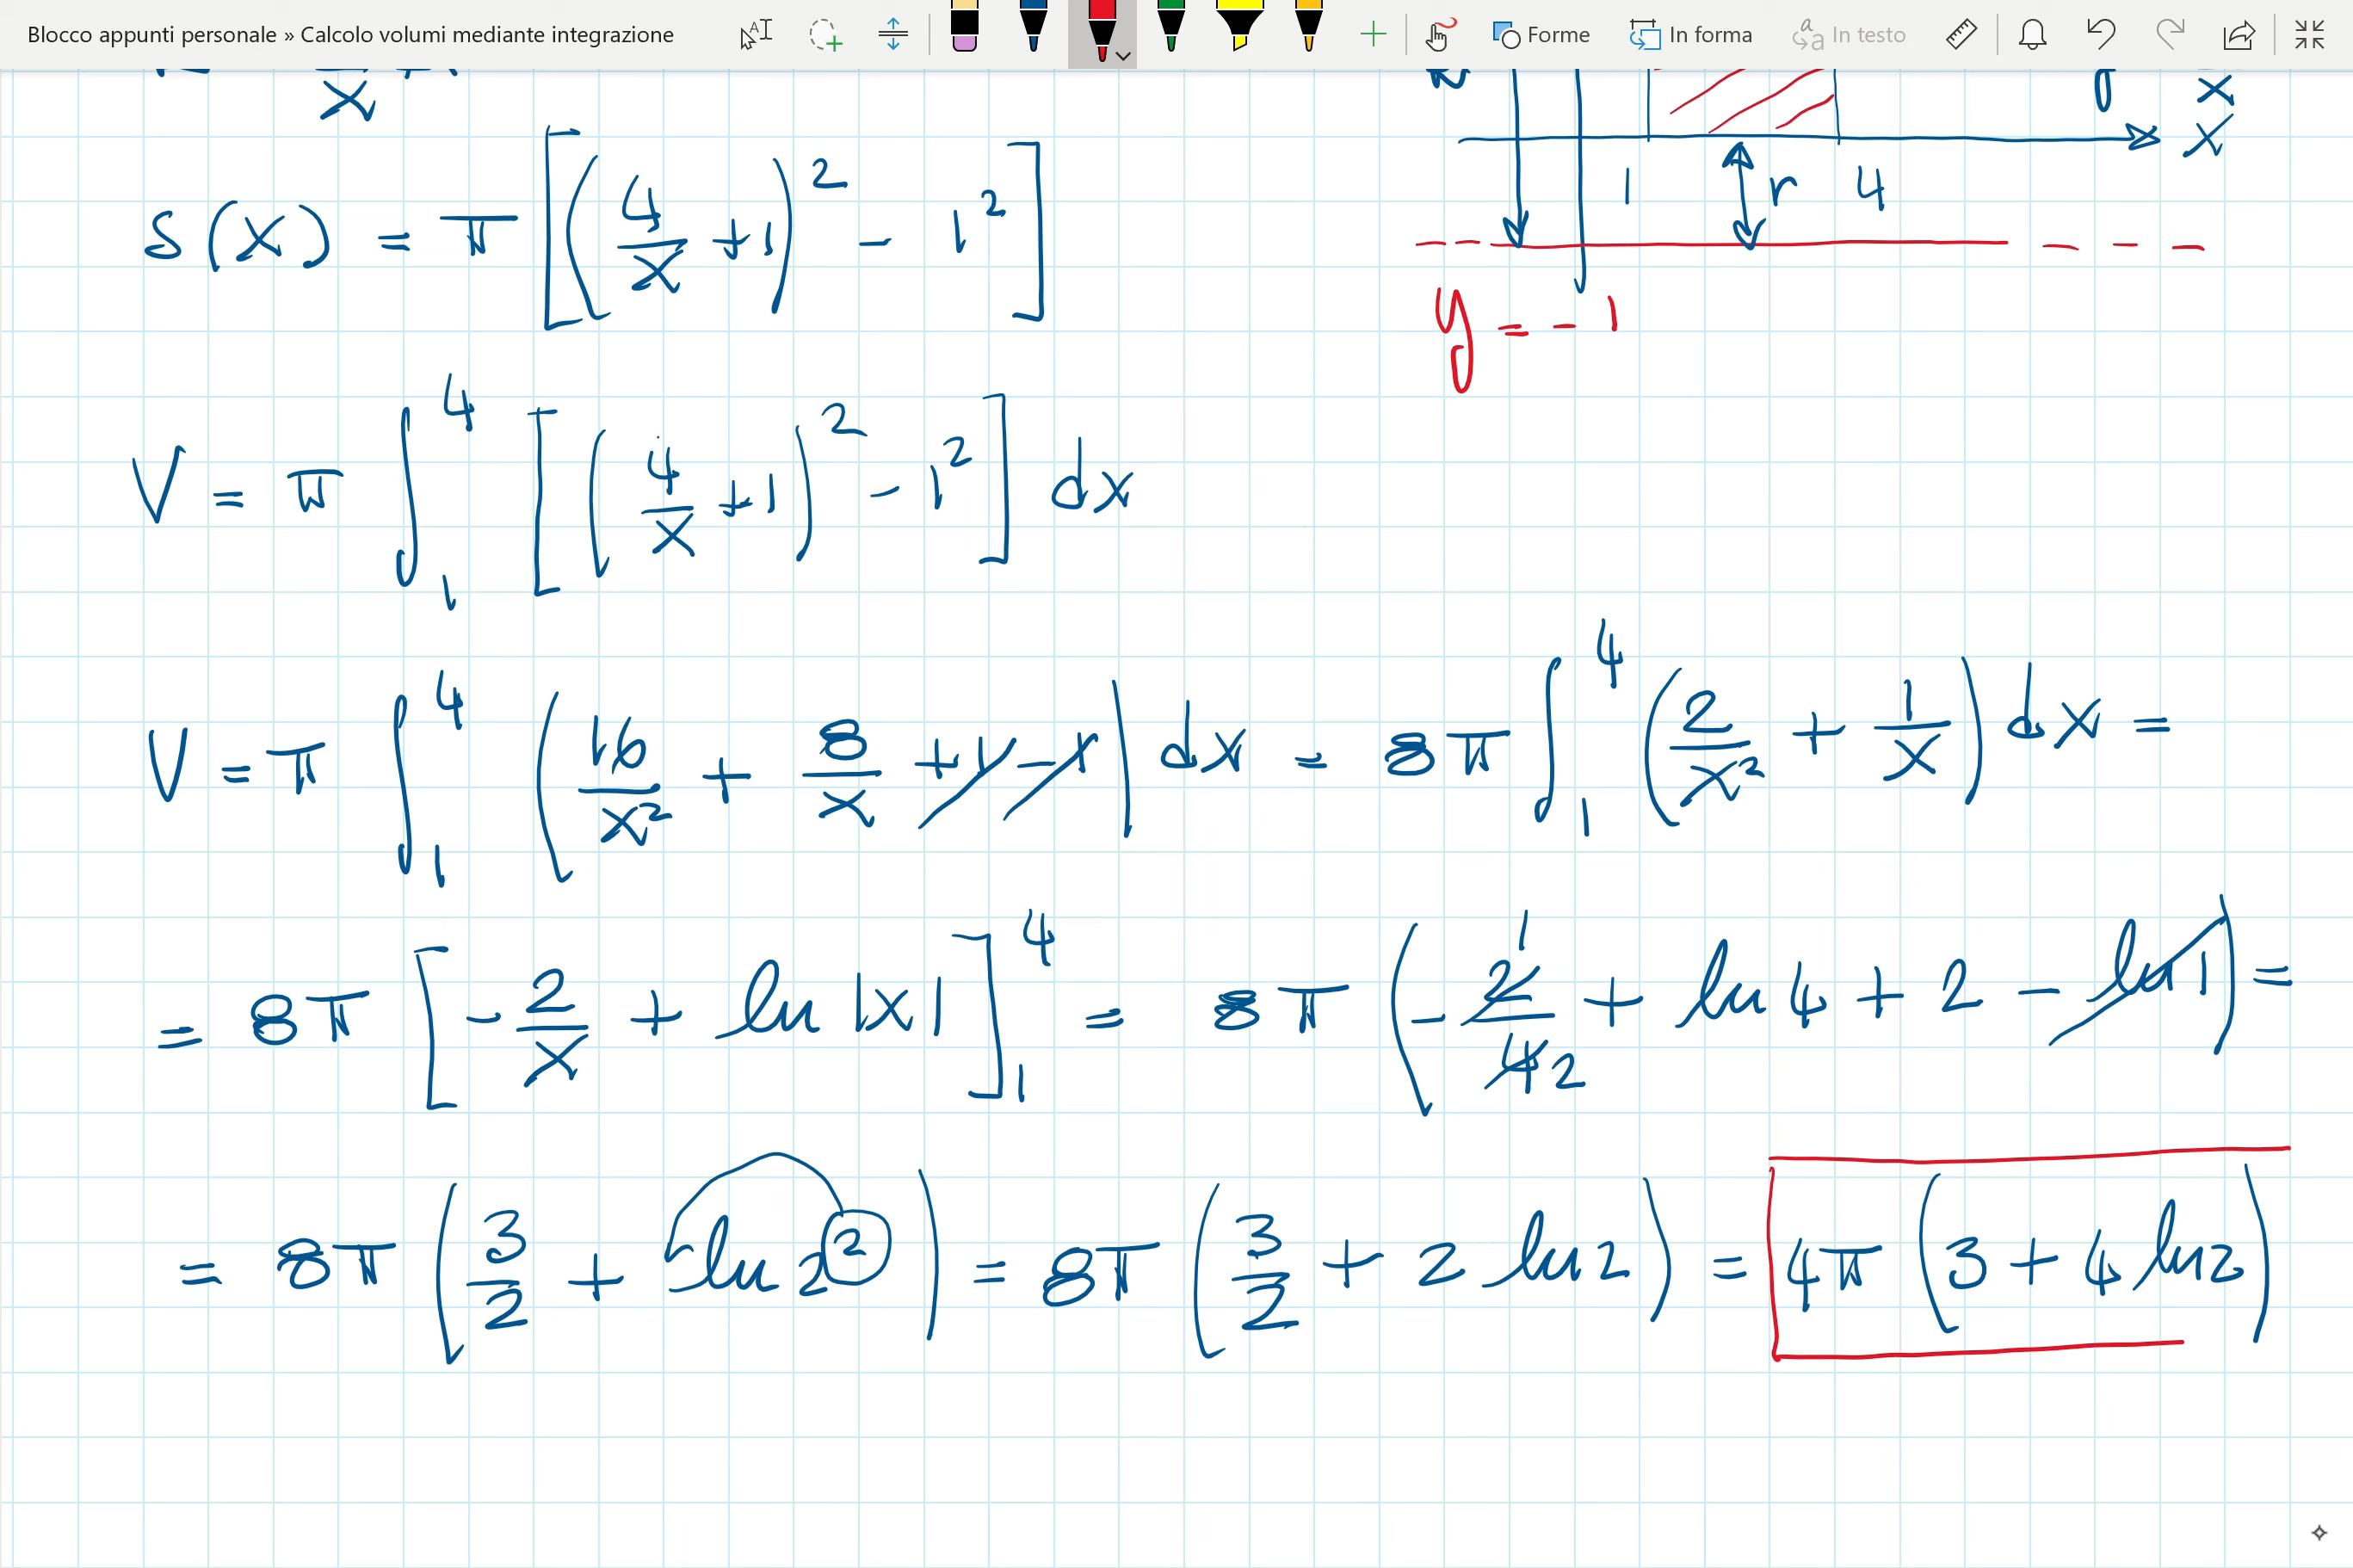 Blocco appunti personale » Calcolo volumi mediante integrazione Forme In forma In testo
x
x
x
S(x) = π [(4/x + 1)² − 1²]
1 r 4
y = −1
V = π ∫₁⁴ [(4/x + 1)² − 1²] dx
V = π ∫₁⁴ (16/x² + 8/x + 1 − 1) dx = 8π ∫₁⁴ (2/x² + 1/x) dx =
= 8π [−2/x + ln |x|]₁⁴ = 8π (−2/4 1 2 + ln 4 + 2 − ln 1) =
= 8π (3/2 + ln 2²) = 8π (3/2 + 2 ln 2) = 4π (3 + 4 ln 2)